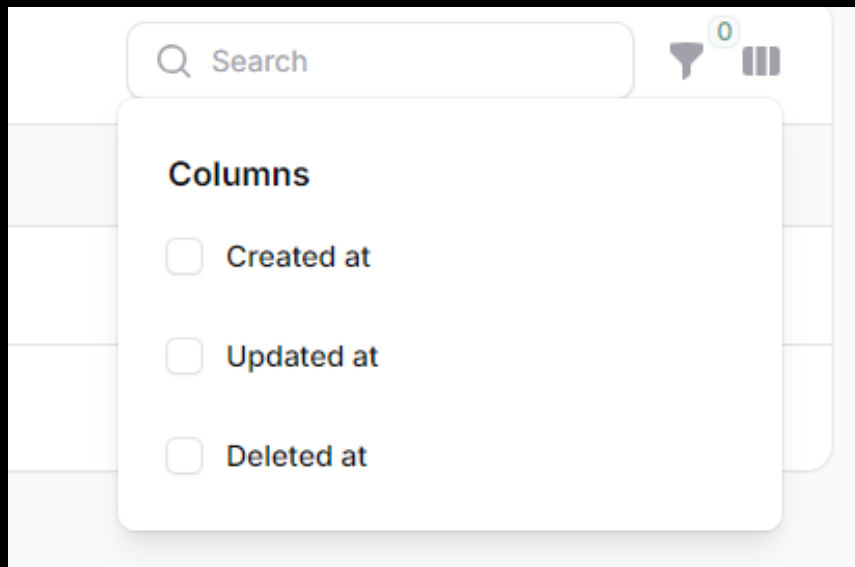 Search
0
Columns
Created at
Updated at
Deleted at